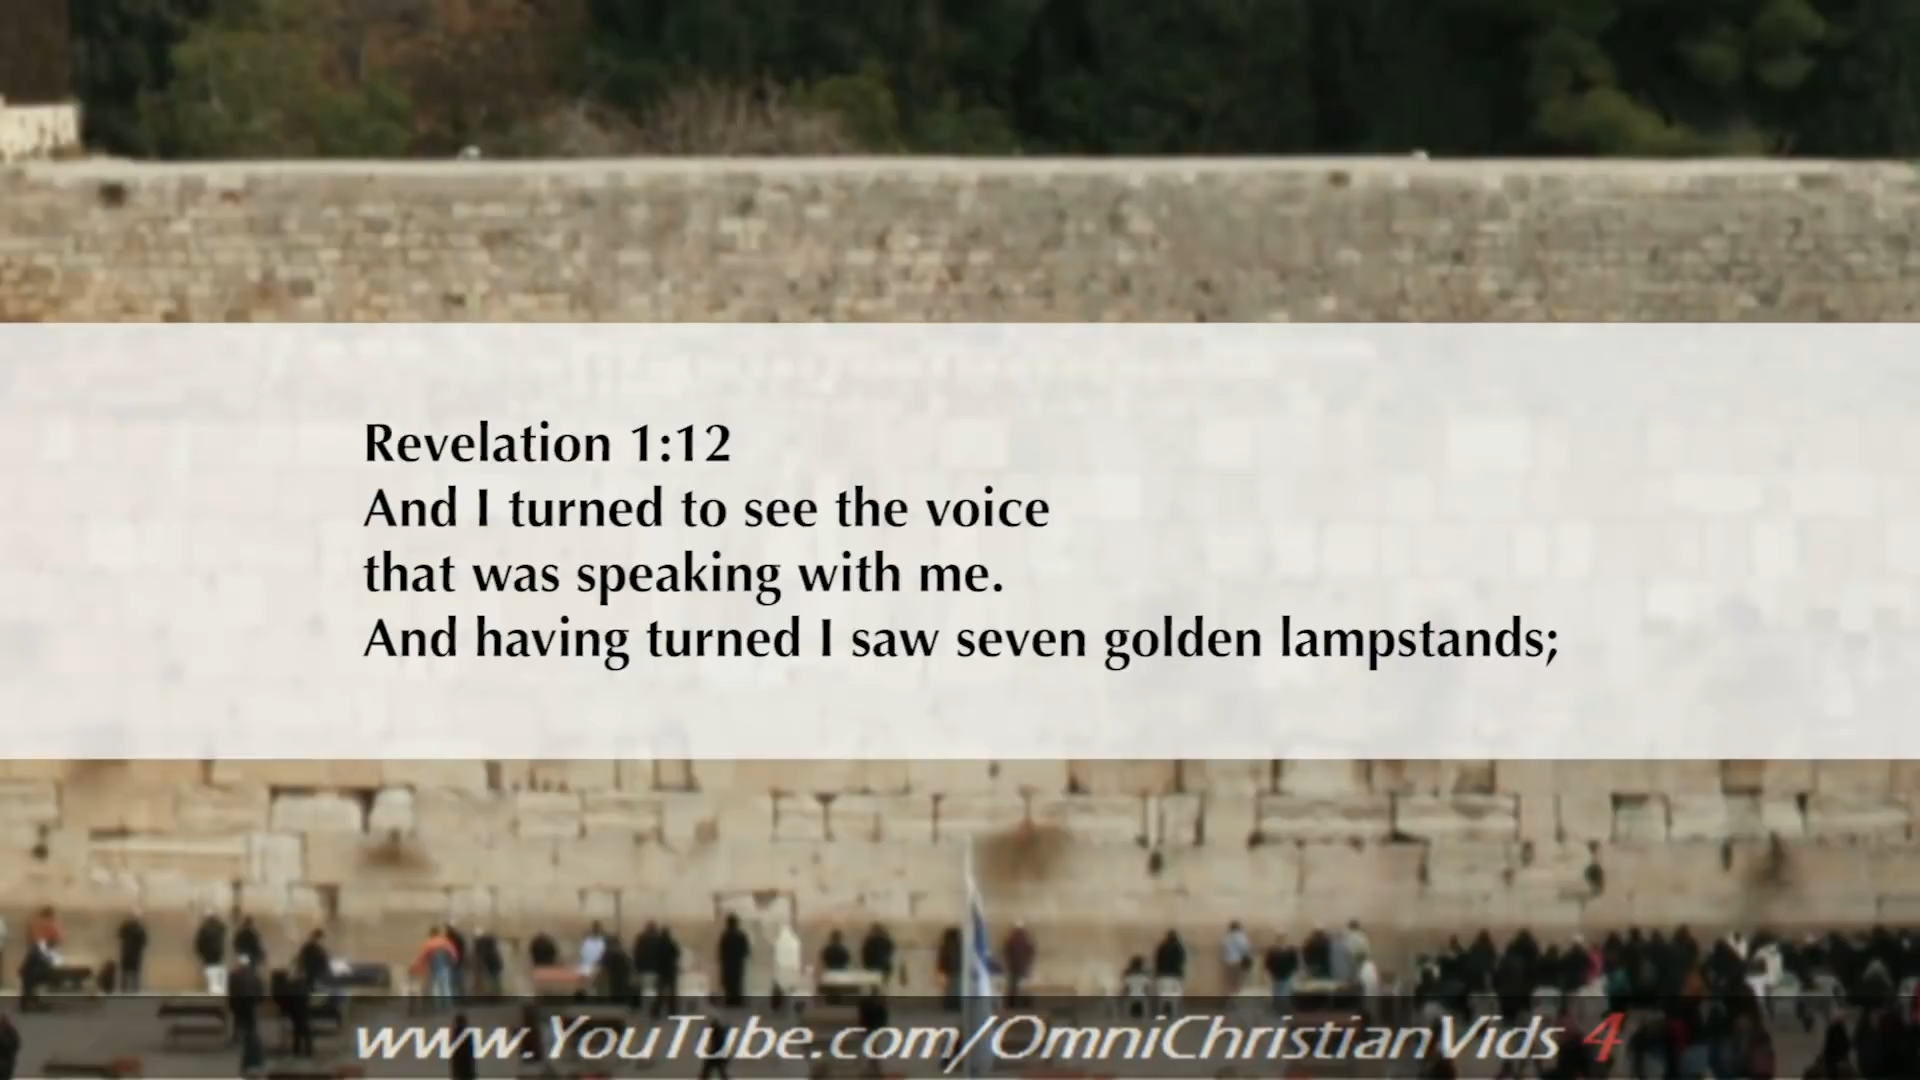 Revelation 1:12
And I turned to see the voice
that was speaking with me.
And having turned I saw seven golden lampstands;
www.YouTube.com/OmniChristianVids 4